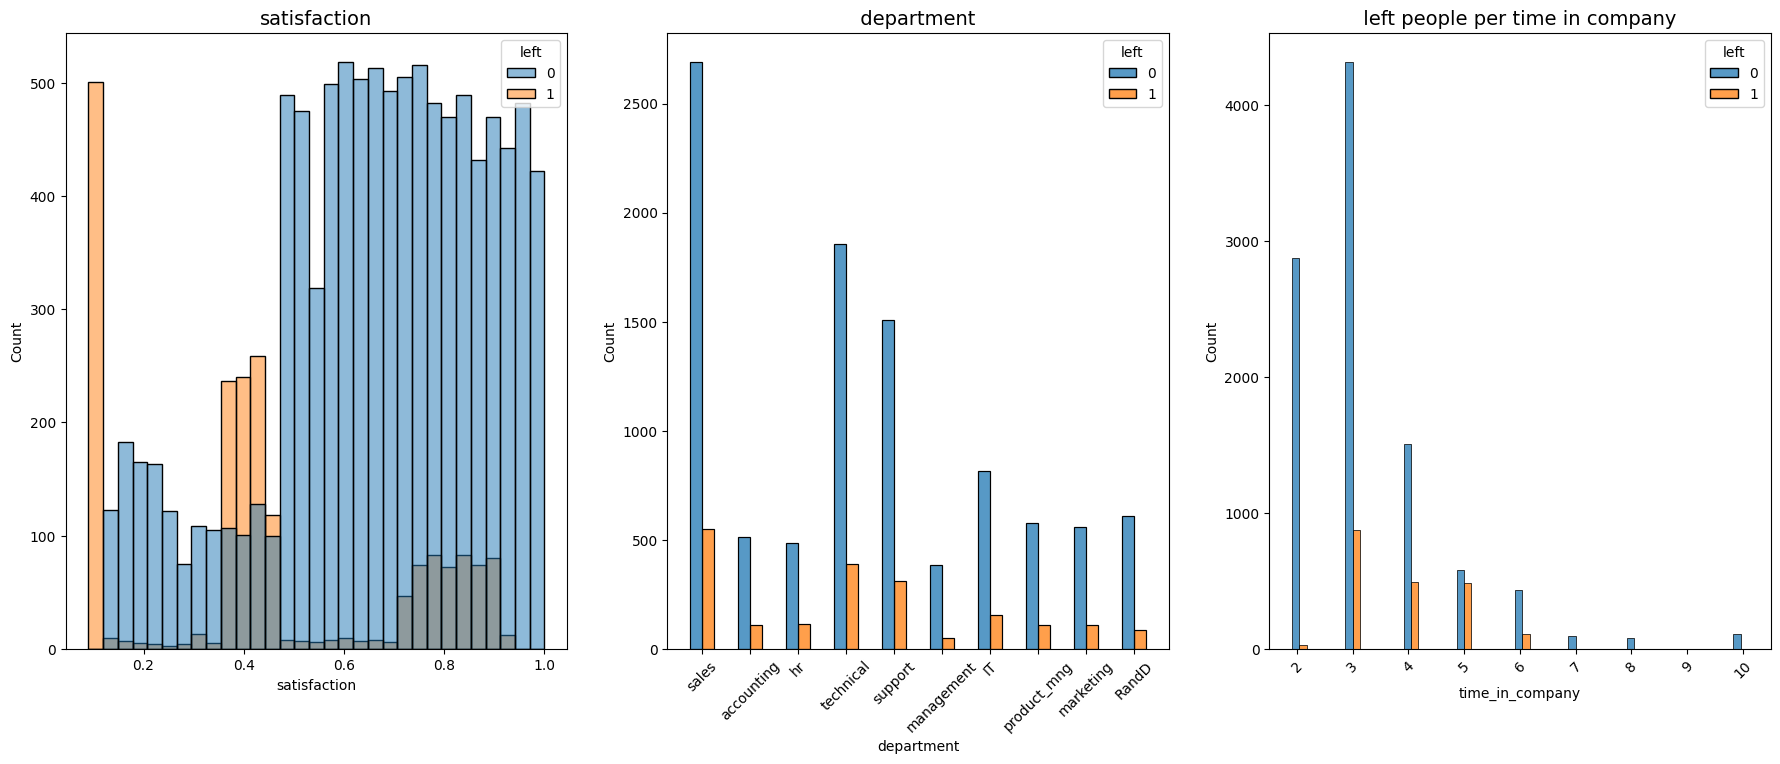 satisfaction
left
0
1
500
400
300
200
100
0
Count
0.2
0.4
0.6
0.8
1.0
satisfaction
department
left
0
1
2500
2000
1500
1000
500
0
Count
sales
accounting
hr
technical
support
management
IT
product_mng
marketing
RandD
department
left people per time in company
left
0
1
4000
3000
2000
1000
0
Count
2
3
4
5
6
7
8
9
10
time_in_company